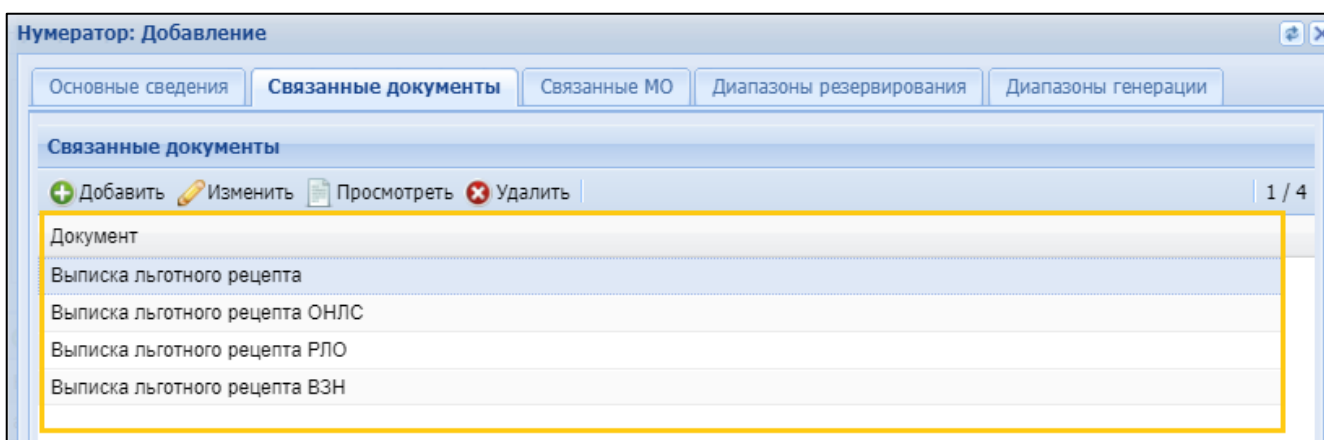 Нумератор: Добавление
Основные сведения Связанные документы Связанные МО Диапазоны резервирования Диапазоны генерации
Связанные документы
Добавить Изменить Просмотреть Удалить 1 / 4
Документ
Выписка льготного рецепта
Выписка льготного рецепта ОНЛС
Выписка льготного рецепта РЛО
Выписка льготного рецепта ВЗН